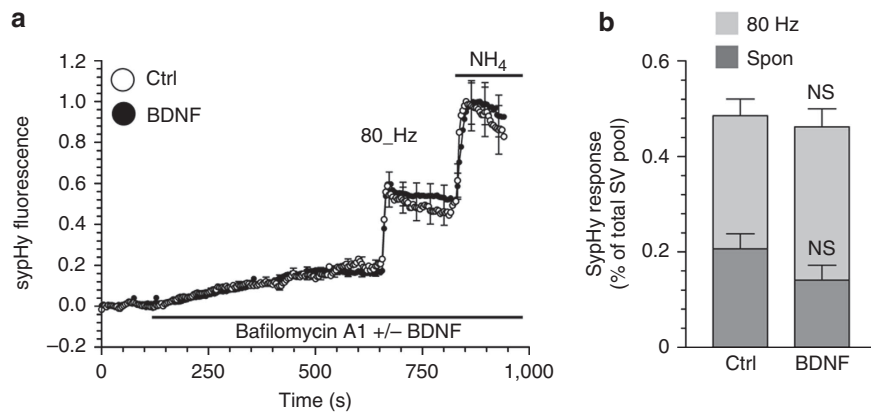 a
Ctrl
BDNF
80_Hz
NH4
1.2
1.0
0.8
0.6
0.4
0.2
0.0
–0.2
sypHy fluorescence
Bafilomycin A1 +/– BDNF
0
250
500
750
1,000
Time (s)
b
80 Hz
Spon
0.6
0.4
0.2
0
SypHy response
(% of total SV pool)
NS
NS
Ctrl
BDNF